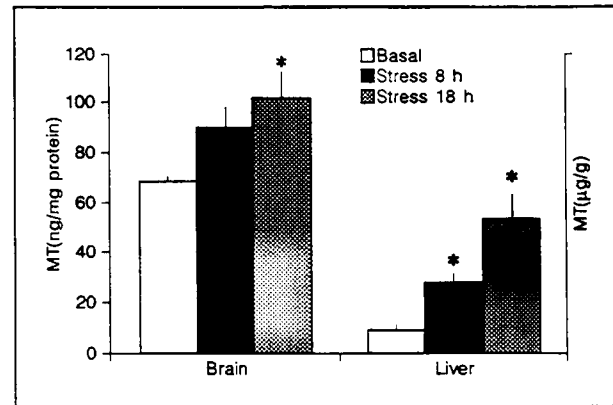 120
100
80
60
40
20
0
MT(ng/mg protein)
*
Basal
Stress 8 h
Stress 18 h
*
*
MT(µg/g)
Brain
Liver